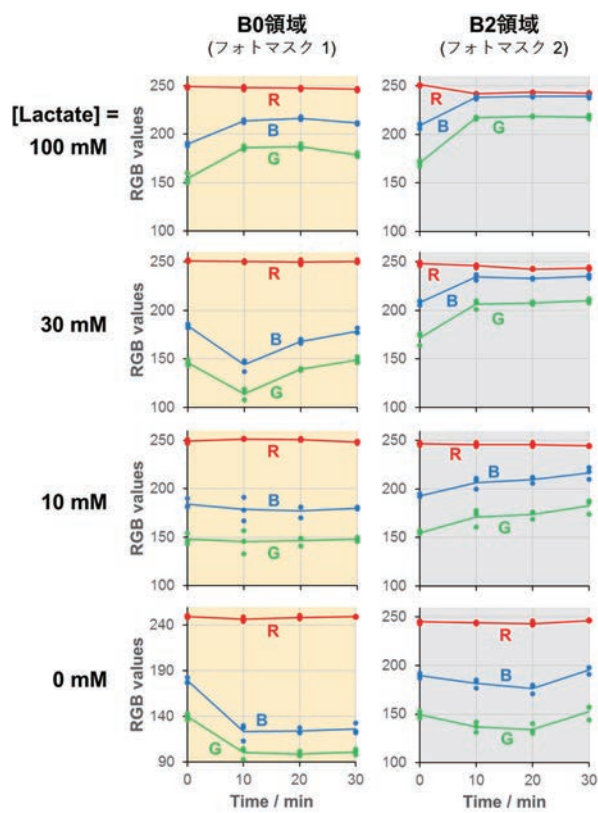 B0領域
(フォトマスク 1)
B2領域
(フォトマスク 2)
[Lactate] =
100 mM
RGB values
250
200
150
100
R
B
G
250
200
150
100
R
B
G
30 mM
RGB values
250
200
150
100
R
B
G
250
200
150
100
R
B
G
10 mM
RGB values
250
200
150
100
R
B
G
250
200
150
100
R
B
G
0 mM
RGB values
240
190
140
90
R
B
G
0 10 20 30
Time / min
250
200
150
100
R
B
G
0 10 20 30
Time / min